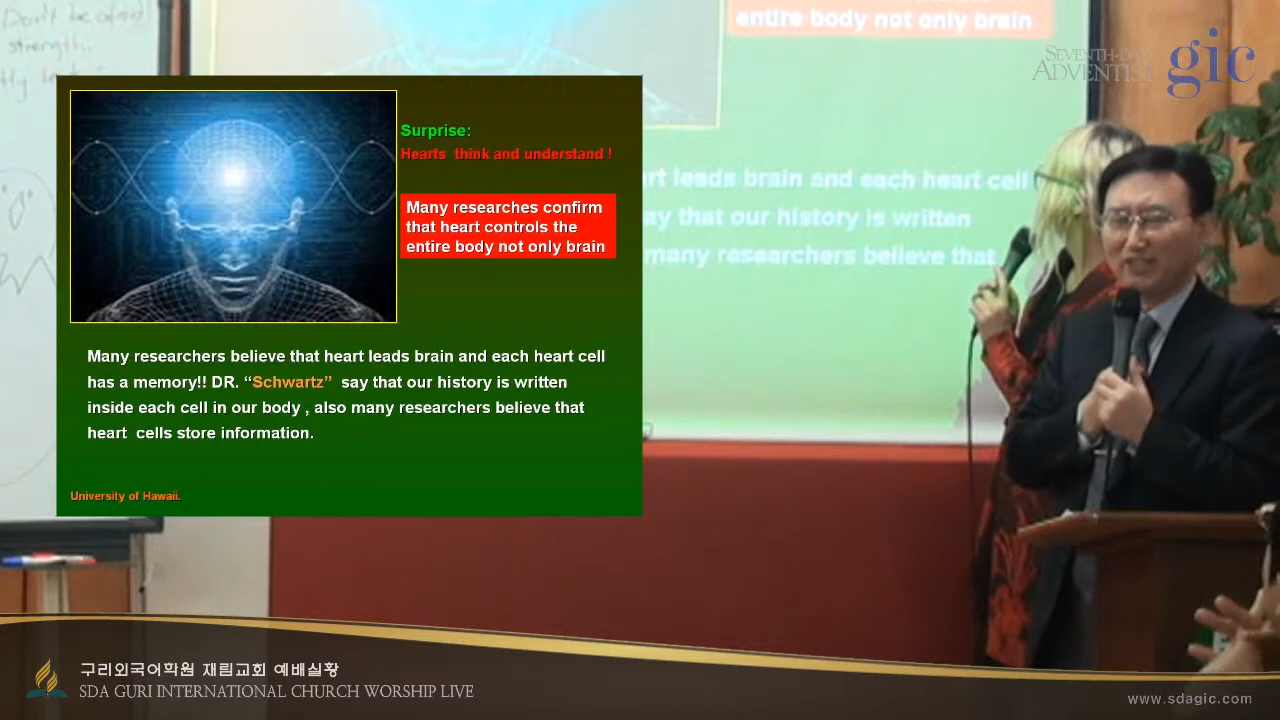 Don't be afraid
strength.
entire body not only brain
SEVENTH-DAY
ADVENTIST
gic
Surprise:
Hearts think and understand !
Many researches confirm
that heart controls the
entire body not only brain
rt leads brain and each heart cell
ay that our history is written
many researchers believe that
Many researchers believe that heart leads brain and each heart cell
has a memory!! DR. “Schwartz” say that our history is written
inside each cell in our body , also many researchers believe that
heart cells store information.
University of Hawaii.
구리외국어학원 재림교회 예배실황
SDA GURI INTERNATIONAL CHURCH WORSHIP LIVE
www.sdagic.com